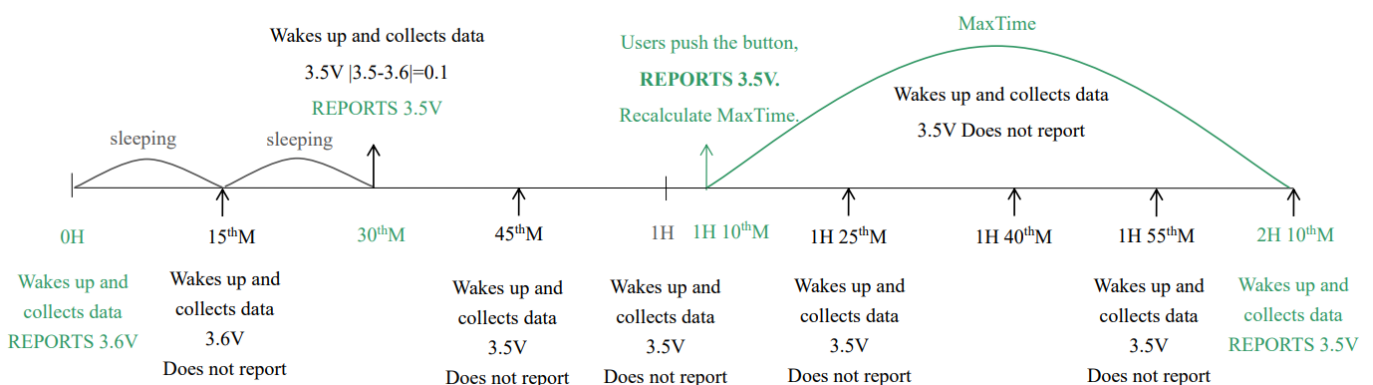 MaxTime
Wakes up and collects data
3.5V |3.5-3.6|=0.1
REPORTS 3.5V
Users push the button,
REPORTS 3.5V.
Recalculate MaxTime.
Wakes up and collects data
3.5V Does not report
sleeping
sleeping
0H
15thM
30thM
45thM
1H
1H 10thM
1H 25thM
1H 40thM
1H 55thM
2H 10thM
Wakes up and
collects data
REPORTS 3.6V
Wakes up and
collects data
3.6V
Does not report
Wakes up and
collects data
3.5V
Does not report
Wakes up and
collects data
3.5V
Does not report
Wakes up and
collects data
3.5V
Does not report
Wakes up and
collects data
3.5V
Does not report
Wakes up and
collects data
REPORTS 3.5V